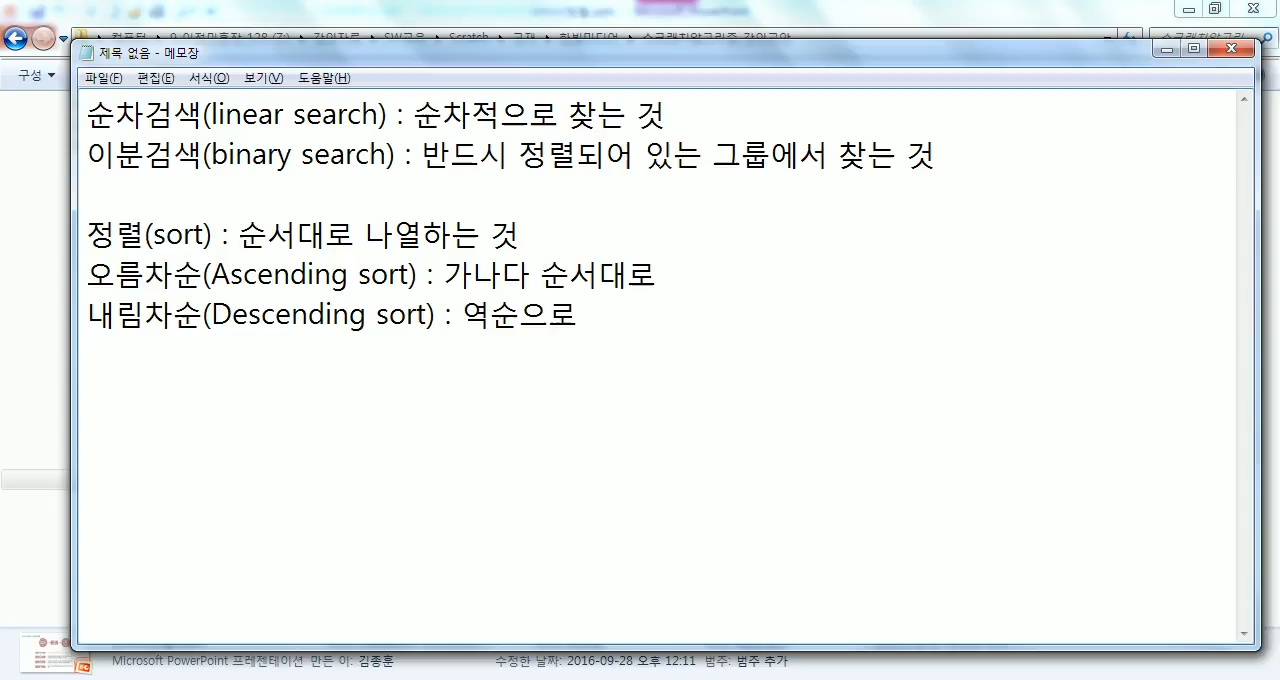 제목 없음 - 메모장
구성
파일(F) 편집(E) 서식(O) 보기(V) 도움말(H)
순차검색(linear search) : 순차적으로 찾는 것
이분검색(binary search) : 반드시 정렬되어 있는 그룹에서 찾는 것
정렬(sort) : 순서대로 나열하는 것
오름차순(Ascending sort) : 가나다 순서대로
내림차순(Descending sort) : 역순으로
Microsoft PowerPoint 프레젠테이션 만든 이: 김종훈 수정한 날짜: 2016-09-28 오후 12:11 범주: 범주 추가